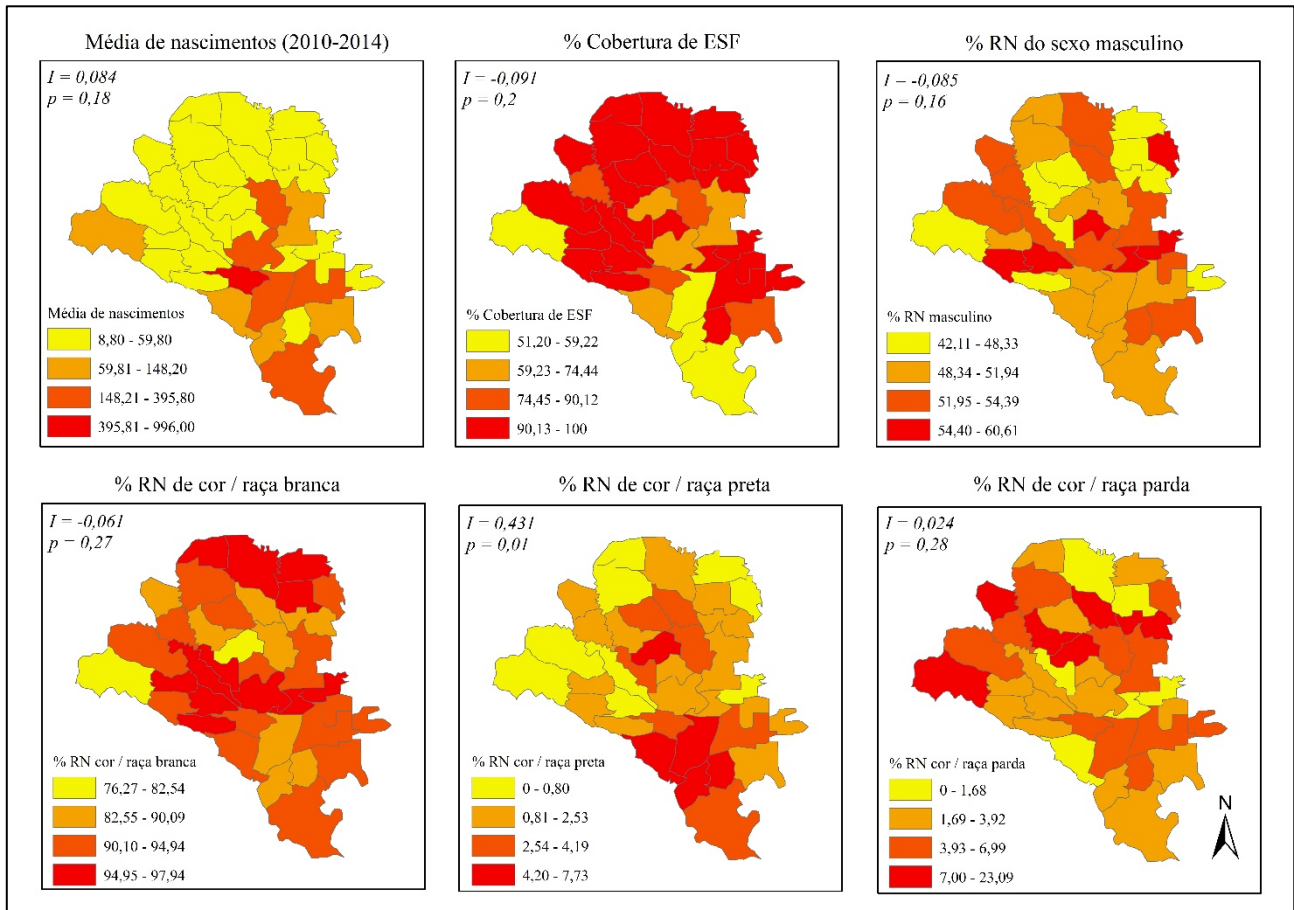 Média de nascimentos (2010-2014)
I = 0,084
p = 0,18
Média de nascimentos
8,80 - 59,80
59,81 - 148,20
148,21 - 395,80
395,81 - 996,00
% Cobertura de ESF
I = -0,091
p = 0,2
% Cobertura de ESF
51,20 - 59,22
59,23 - 74,44
74,45 - 90,12
90,13 - 100
% RN do sexo masculino
I = -0,085
p = 0,16
% RN masculino
42,11 - 48,33
48,34 - 51,94
51,95 - 54,39
54,40 - 60,61
% RN de cor / raça branca
I = -0,061
p = 0,27
% RN cor / raça branca
76,27 - 82,54
82,55 - 90,09
90,10 - 94,94
94,95 - 97,94
% RN de cor / raça preta
I = 0,431
p = 0,01
% RN cor / raça preta
0 - 0,80
0,81 - 2,53
2,54 - 4,19
4,20 - 7,73
% RN de cor / raça parda
I = 0,024
p = 0,28
% RN cor / raça parda
0 - 1,68
1,69 - 3,92
3,93 - 6,99
7,00 - 23,09
N